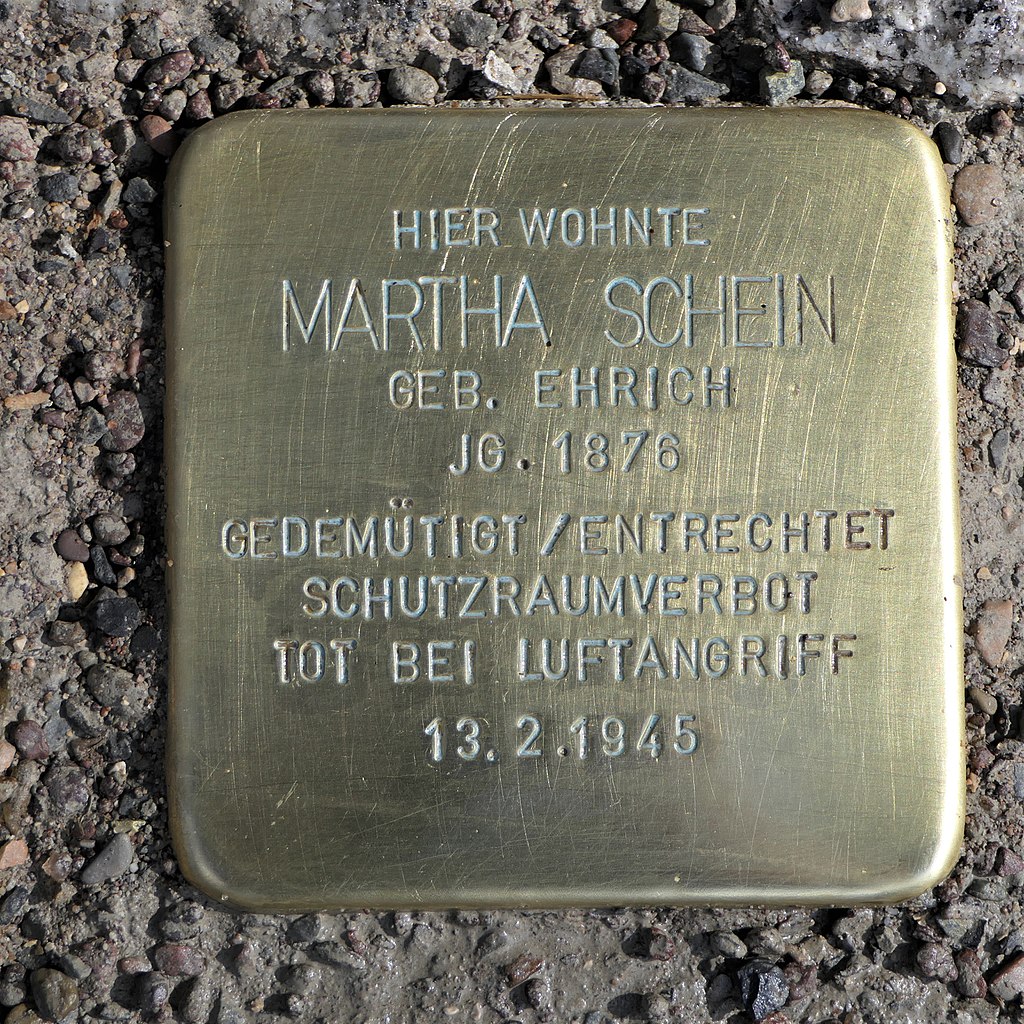 HIER WOHNTE
MARTHA SCHEIN
GEB. EHRICH
JG. 1876
GEDEMÜTIGT/ENTRECHTET
SCHUTZRAUMVERBOT
TOT BEI LUFTANGRIFF
13.2.1945